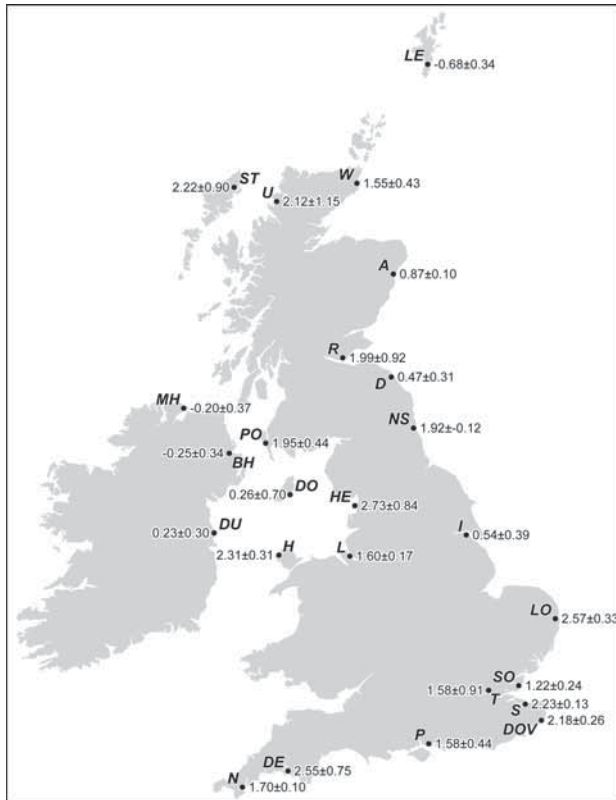 LE
-0.68±0.34
ST
2.22±0.90
W
1.55±0.43
U
2.12±1.15
A
0.87±0.10
R
1.99±0.92
D
0.47±0.31
MH
-0.20±0.37
NS
1.92±-0.12
PO
1.95±0.44
-0.25±0.34
BH
DO
0.26±0.70
HE
2.73±0.84
DU
0.23±0.30
I
0.54±0.39
H
2.31±0.31
L
1.60±0.17
LO
2.57±0.33
SO
1.22±0.24
1.58±0.91
T
S
2.23±0.13
DOV
2.18±0.26
P
1.58±0.44
DE
2.55±0.75
N
1.70±0.10